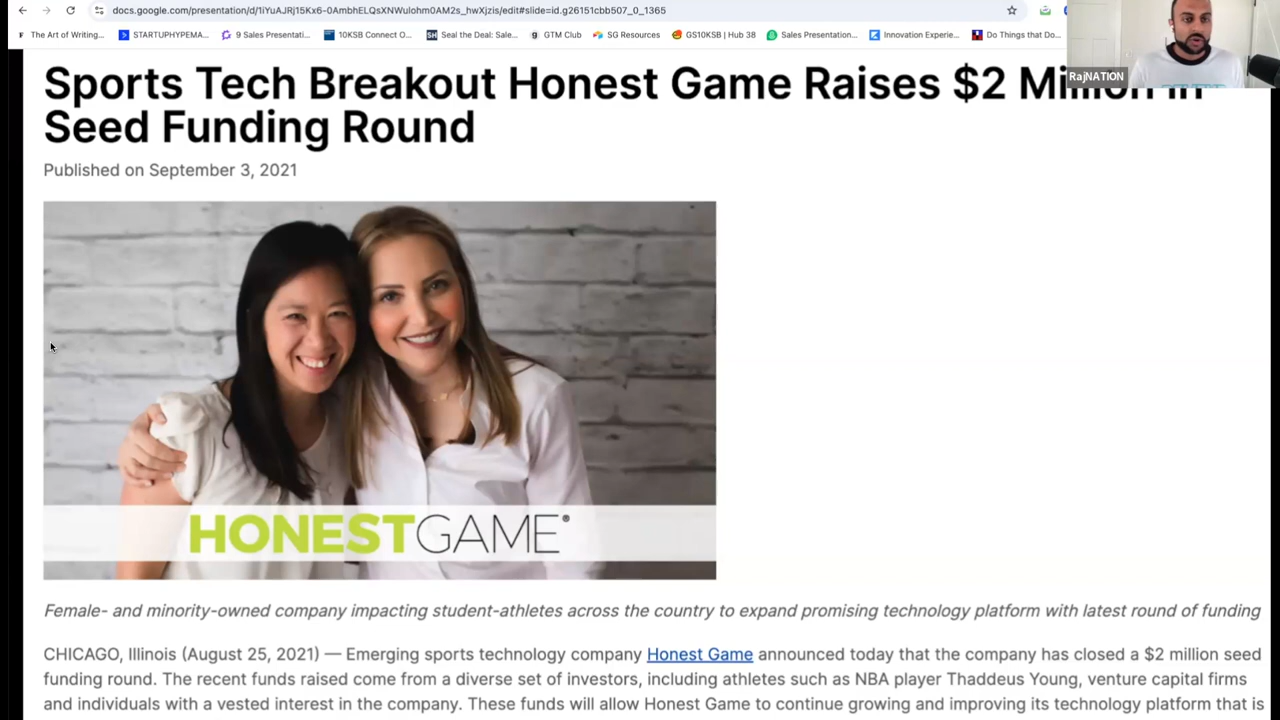 docs.google.com/presentation/d/1iYuAJRj15Kx6-0AmbhELQsXNWulohm0AM2s_hwXjzis/edit#slide=id.g26151cbb507_0_1365
The Art of Writing... STARTUPHYPEMA... 9 Sales Presentati... 10KSB Connect O... Seal the Deal: Sale... GTM Club SG Resources GS10KSB | Hub 38 Sales Presentation... Innovation Experie... Do Things that Do...
RajNATION
Sports Tech Breakout Honest Game Raises $2 Million in
Seed Funding Round
Published on September 3, 2021
HONESTGAME®
Female- and minority-owned company impacting student-athletes across the country to expand promising technology platform with latest round of funding
CHICAGO, Illinois (August 25, 2021) — Emerging sports technology company Honest Game announced today that the company has closed a $2 million seed
funding round. The recent funds raised come from a diverse set of investors, including athletes such as NBA player Thaddeus Young, venture capital firms
and individuals with a vested interest in the company. These funds will allow Honest Game to continue growing and improving its technology platform that is